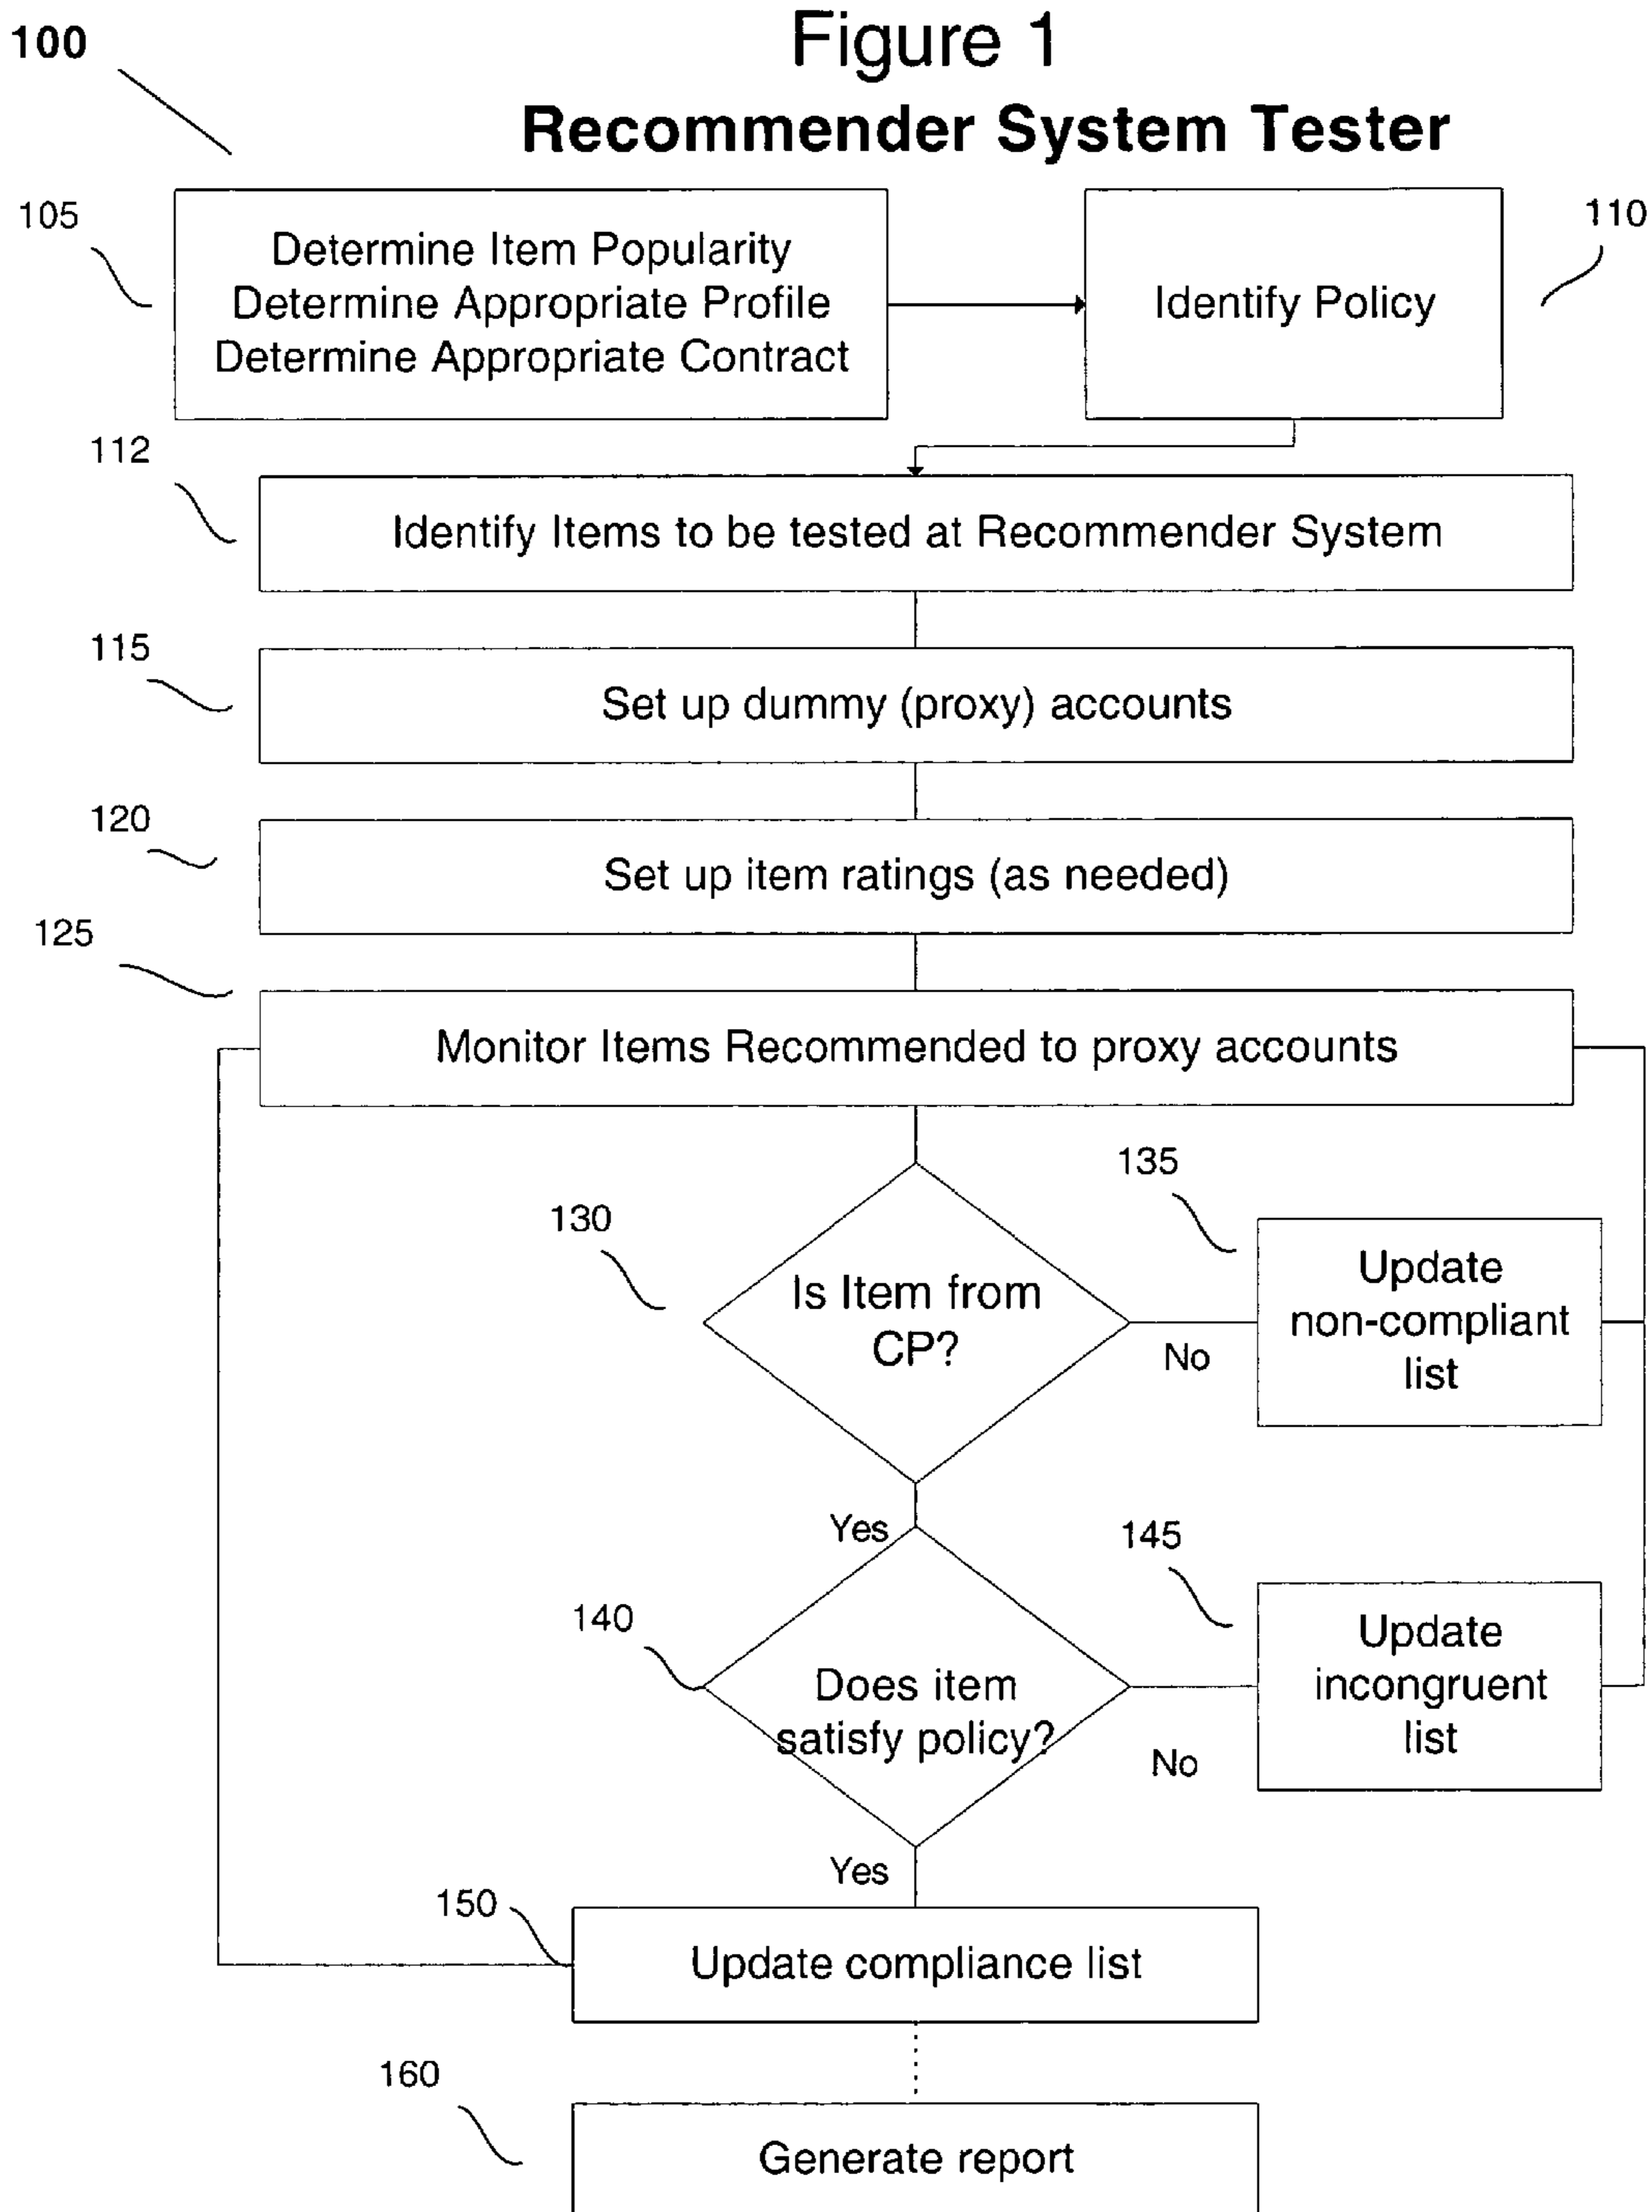 100
Figure 1
Recommender System Tester
105
Determine Item Popularity
Determine Appropriate Profile
Determine Appropriate Contract
Identify Policy
110
112
Identify Items to be tested at Recommender System
115
Set up dummy (proxy) accounts
120
Set up item ratings (as needed)
125
Monitor Items Recommended to proxy accounts
130
Is Item from
CP?
No
135
Update
non-compliant
list
Yes
140
Does item
satisfy policy?
No
145
Update
incongruent
list
Yes
150
Update compliance list
160
Generate report